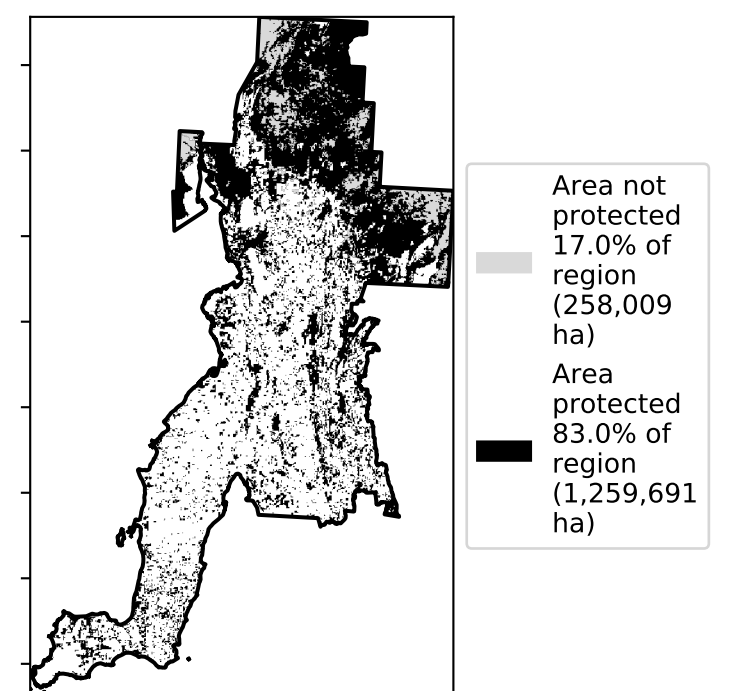 Area not
protected
17.0% of
region
(258,009
ha)
Area
protected
83.0% of
region
(1,259,691
ha)